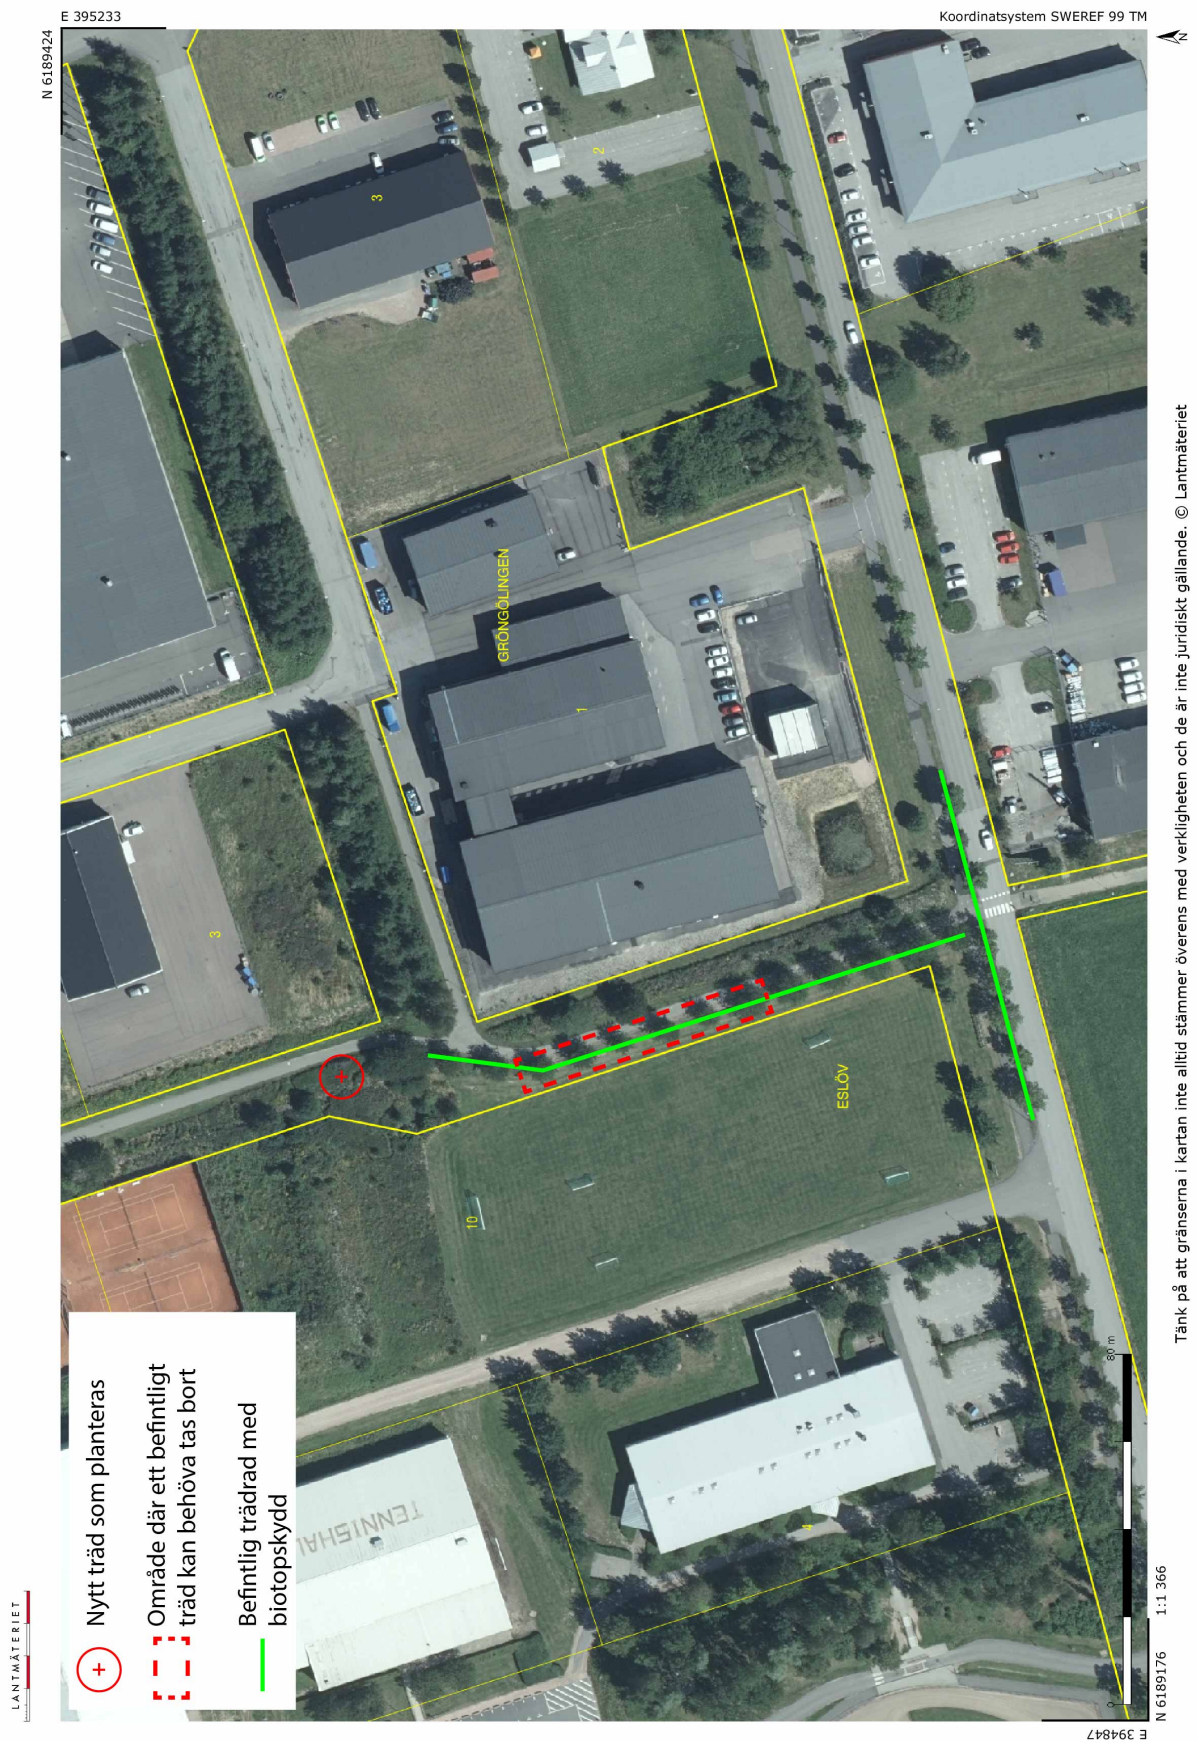 E 395233
Koordinatsystem SWEREF 99 TM
N 6189424
N
LANTMÄTERIET
Nytt träd som planteras
Område där ett befintligt
träd kan behöva tas bort
Befintlig trädrad med
biotopskydd
3
2
GRÖNGÖLINGEN
1
3
10
ESLÖV
4
TENNISHAL
0
80 m
1:1 366
N 6189176
E 394847
Tänk på att gränserna i kartan inte alltid stämmer överens med verkligheten och de är inte juridiskt gällande. © Lantmäteriet